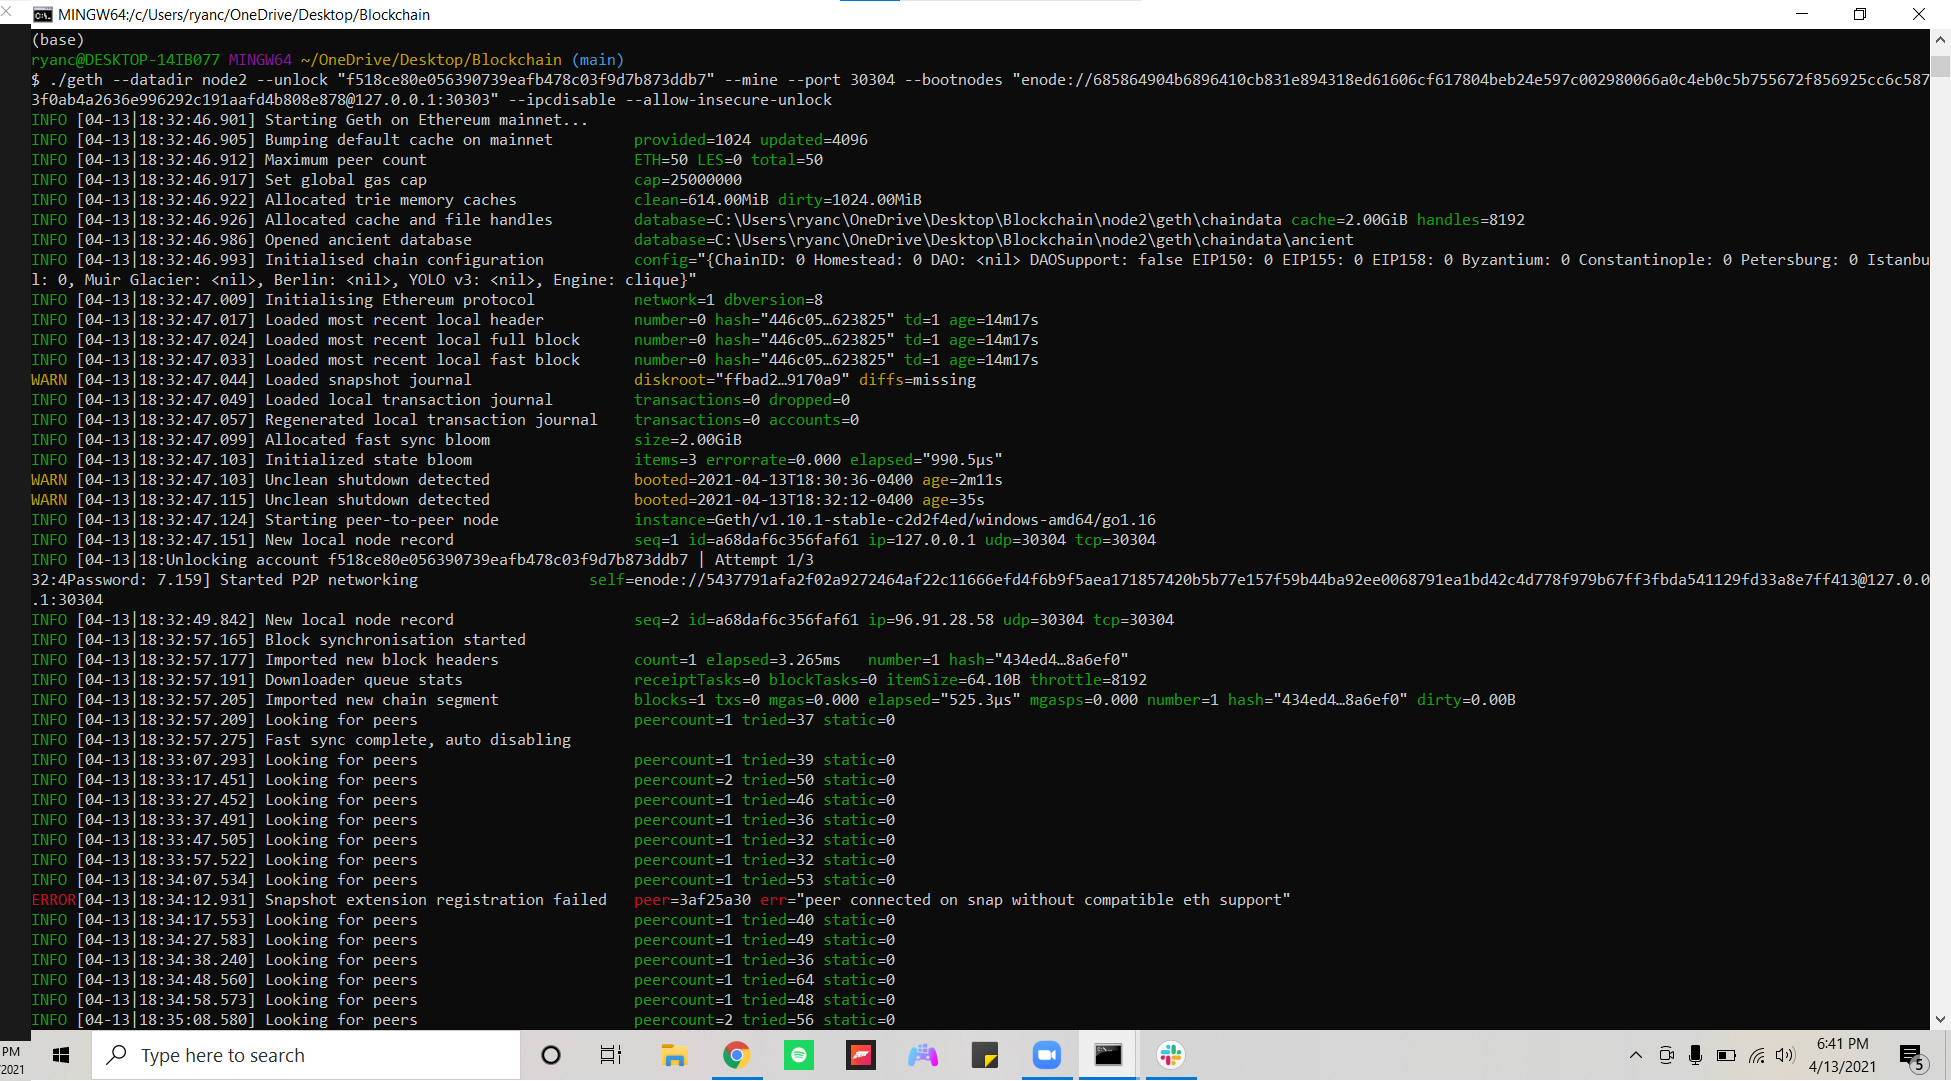 MINGW64:/c/Users/ryanc/OneDrive/Desktop/Blockchain
(base)
ryanc@DESKTOP-14IB077 MINGW64 ~/OneDrive/Desktop/Blockchain (main)
$ ./geth --datadir node2 --unlock "f518ce80e056390739eafb478c03f9d7b873ddb7" --mine --port 30304 --bootnodes "enode://685864904b6896410cb831e894318ed61606cf617804beb24e597c002980066a0c4eb0c5b755672f856925cc6c587
3f0ab4a2636e996292c191aafd4b808e878@127.0.0.1:30303" --ipcdisable --allow-insecure-unlock
INFO [04-13|18:32:46.901] Starting Geth on Ethereum mainnet...
INFO [04-13|18:32:46.905] Bumping default cache on mainnet provided=1024 updated=4096
INFO [04-13|18:32:46.912] Maximum peer count ETH=50 LES=0 total=50
INFO [04-13|18:32:46.917] Set global gas cap cap=25000000
INFO [04-13|18:32:46.922] Allocated trie memory caches clean=614.00MiB dirty=1024.00MiB
INFO [04-13|18:32:46.926] Allocated cache and file handles database=C:\Users\ryanc\OneDrive\Desktop\Blockchain\node2\geth\chaindata cache=2.00GiB handles=8192
INFO [04-13|18:32:46.986] Opened ancient database database=C:\Users\ryanc\OneDrive\Desktop\Blockchain\node2\geth\chaindata\ancient
INFO [04-13|18:32:46.993] Initialised chain configuration config="{ChainID: 0 Homestead: 0 DAO: <nil> DAOSupport: false EIP150: 0 EIP155: 0 EIP158: 0 Byzantium: 0 Constantinople: 0 Petersburg: 0 Istanbu
l: 0, Muir Glacier: <nil>, Berlin: <nil>, YOLO v3: <nil>, Engine: clique}"
INFO [04-13|18:32:47.009] Initialising Ethereum protocol network=1 dbversion=8
INFO [04-13|18:32:47.017] Loaded most recent local header number=0 hash="446c05…623825" td=1 age=14m17s
INFO [04-13|18:32:47.024] Loaded most recent local full block number=0 hash="446c05…623825" td=1 age=14m17s
INFO [04-13|18:32:47.033] Loaded most recent local fast block number=0 hash="446c05…623825" td=1 age=14m17s
WARN [04-13|18:32:47.044] Loaded snapshot journal diskroot="ffbad2…9170a9" diffs=missing
INFO [04-13|18:32:47.049] Loaded local transaction journal transactions=0 dropped=0
INFO [04-13|18:32:47.057] Regenerated local transaction journal transactions=0 accounts=0
INFO [04-13|18:32:47.099] Allocated fast sync bloom size=2.00GiB
INFO [04-13|18:32:47.103] Initialized state bloom items=3 errorrate=0.000 elapsed="990.5µs"
WARN [04-13|18:32:47.103] Unclean shutdown detected booted=2021-04-13T18:30:36-0400 age=2m11s
WARN [04-13|18:32:47.115] Unclean shutdown detected booted=2021-04-13T18:32:12-0400 age=35s
INFO [04-13|18:32:47.124] Starting peer-to-peer node instance=Geth/v1.10.1-stable-c2d2f4ed/windows-amd64/go1.16
INFO [04-13|18:32:47.151] New local node record seq=1 id=a68daf6c356faf61 ip=127.0.0.1 udp=30304 tcp=30304
INFO [04-13|18:Unlocking account f518ce80e056390739eafb478c03f9d7b873ddb7 | Attempt 1/3
32:4Password: 7.159] Started P2P networking self=enode://5437791afa2f02a9272464af22c11666efd4f6b9f5aea171857420b5b77e157f59b44ba92ee0068791ea1bd42c4d778f979b67ff3fbda541129fd33a8e7ff413@127.0.0
.1:30304
INFO [04-13|18:32:49.842] New local node record seq=2 id=a68daf6c356faf61 ip=96.91.28.58 udp=30304 tcp=30304
INFO [04-13|18:32:57.165] Block synchronisation started
INFO [04-13|18:32:57.177] Imported new block headers count=1 elapsed=3.265ms number=1 hash="434ed4…8a6ef0"
INFO [04-13|18:32:57.191] Downloader queue stats receiptTasks=0 blockTasks=0 itemSize=64.10B throttle=8192
INFO [04-13|18:32:57.205] Imported new chain segment blocks=1 txs=0 mgas=0.000 elapsed="525.3µs" mgasps=0.000 number=1 hash="434ed4…8a6ef0" dirty=0.00B
INFO [04-13|18:32:57.209] Looking for peers peercount=1 tried=37 static=0
INFO [04-13|18:32:57.275] Fast sync complete, auto disabling
INFO [04-13|18:33:07.293] Looking for peers peercount=1 tried=39 static=0
INFO [04-13|18:33:17.451] Looking for peers peercount=2 tried=50 static=0
INFO [04-13|18:33:27.452] Looking for peers peercount=1 tried=46 static=0
INFO [04-13|18:33:37.491] Looking for peers peercount=1 tried=36 static=0
INFO [04-13|18:33:47.505] Looking for peers peercount=1 tried=32 static=0
INFO [04-13|18:33:57.522] Looking for peers peercount=1 tried=32 static=0
INFO [04-13|18:34:07.534] Looking for peers peercount=1 tried=53 static=0
ERROR[04-13|18:34:12.931] Snapshot extension registration failed peer=3af25a30 err="peer connected on snap without compatible eth support"
INFO [04-13|18:34:17.553] Looking for peers peercount=1 tried=40 static=0
INFO [04-13|18:34:27.583] Looking for peers peercount=1 tried=49 static=0
INFO [04-13|18:34:38.240] Looking for peers peercount=1 tried=36 static=0
INFO [04-13|18:34:48.560] Looking for peers peercount=1 tried=64 static=0
INFO [04-13|18:34:58.573] Looking for peers peercount=1 tried=48 static=0
INFO [04-13|18:35:08.580] Looking for peers peercount=2 tried=56 static=0
PM
/2021
Type here to search
6:41 PM
4/13/2021
5